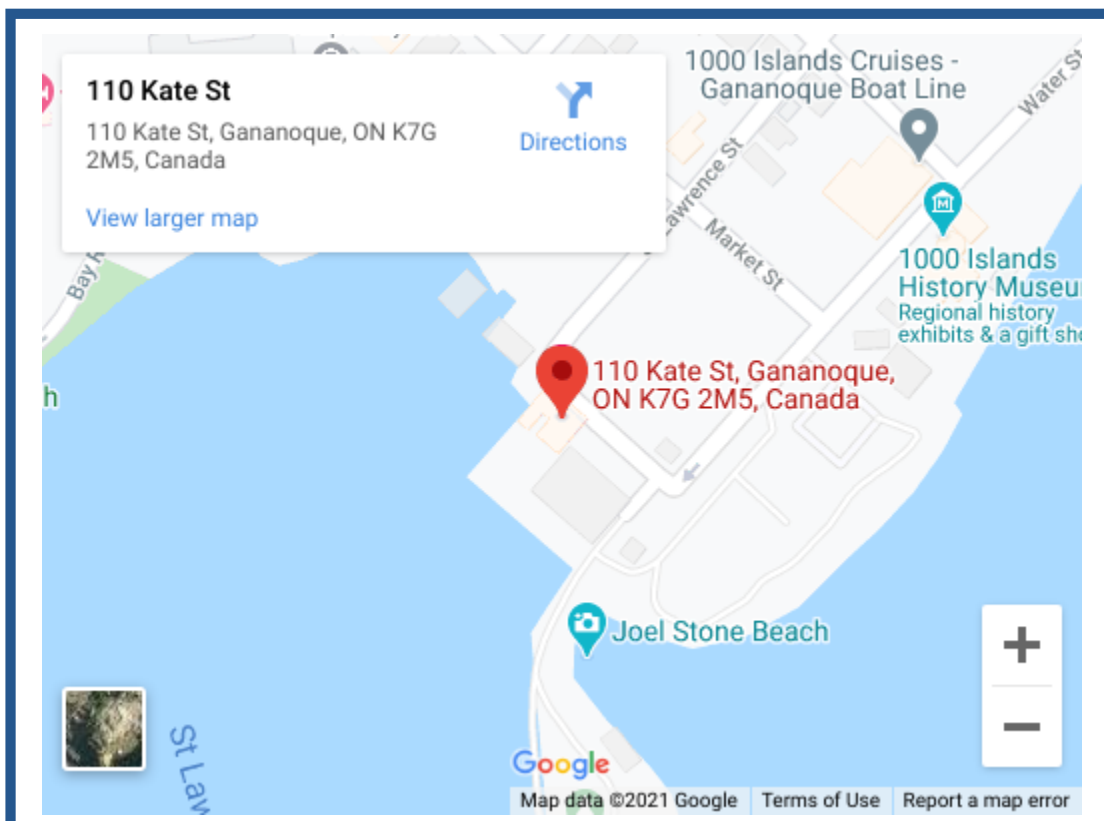 110 Kate St
110 Kate St, Gananoque, ON K7G
2M5, Canada
Directions
View larger map
1000 Islands Cruises -
Gananoque Boat Line
Water St
Lawrence St
Market St
Bay R
1000 Islands
History Museu
Regional history
exhibits & a gift sh
110 Kate St, Gananoque,
ON K7G 2M5, Canada
h
Joel Stone Beach
St Law
Google
Map data ©2021 Google
Terms of Use
Report a map error